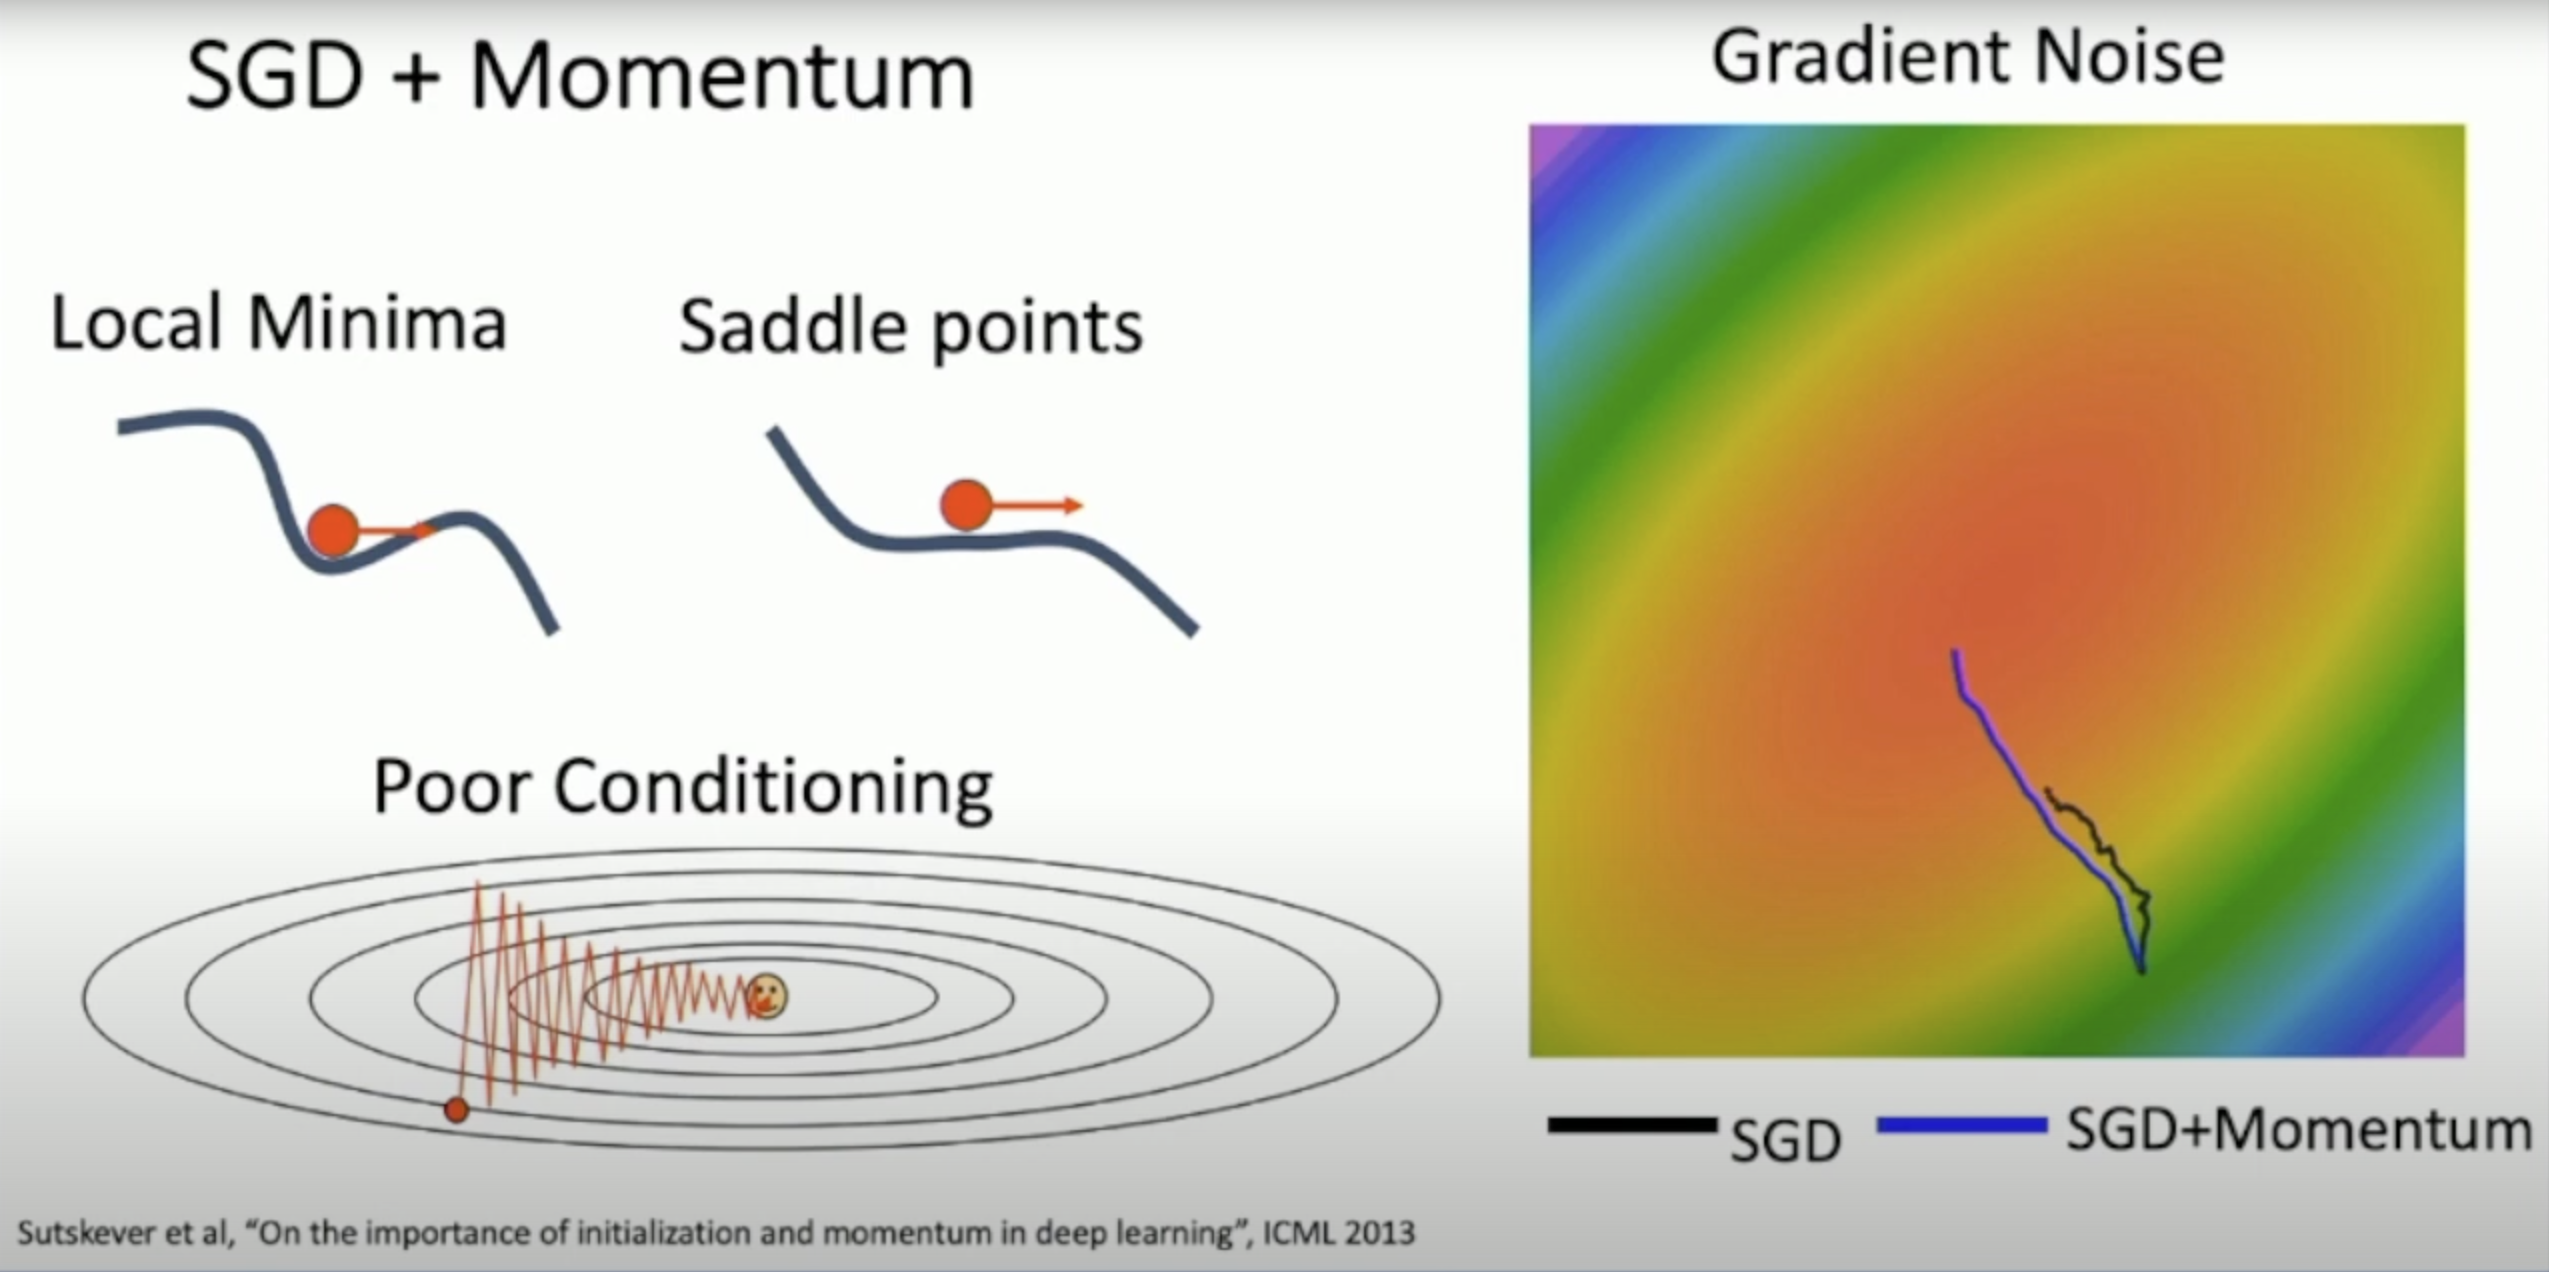 SGD + Momentum
Local Minima
Saddle points
Poor Conditioning
Gradient Noise
SGD
SGD+Momentum
Sutskever et al, “On the importance of initialization and momentum in deep learning”, ICML 2013